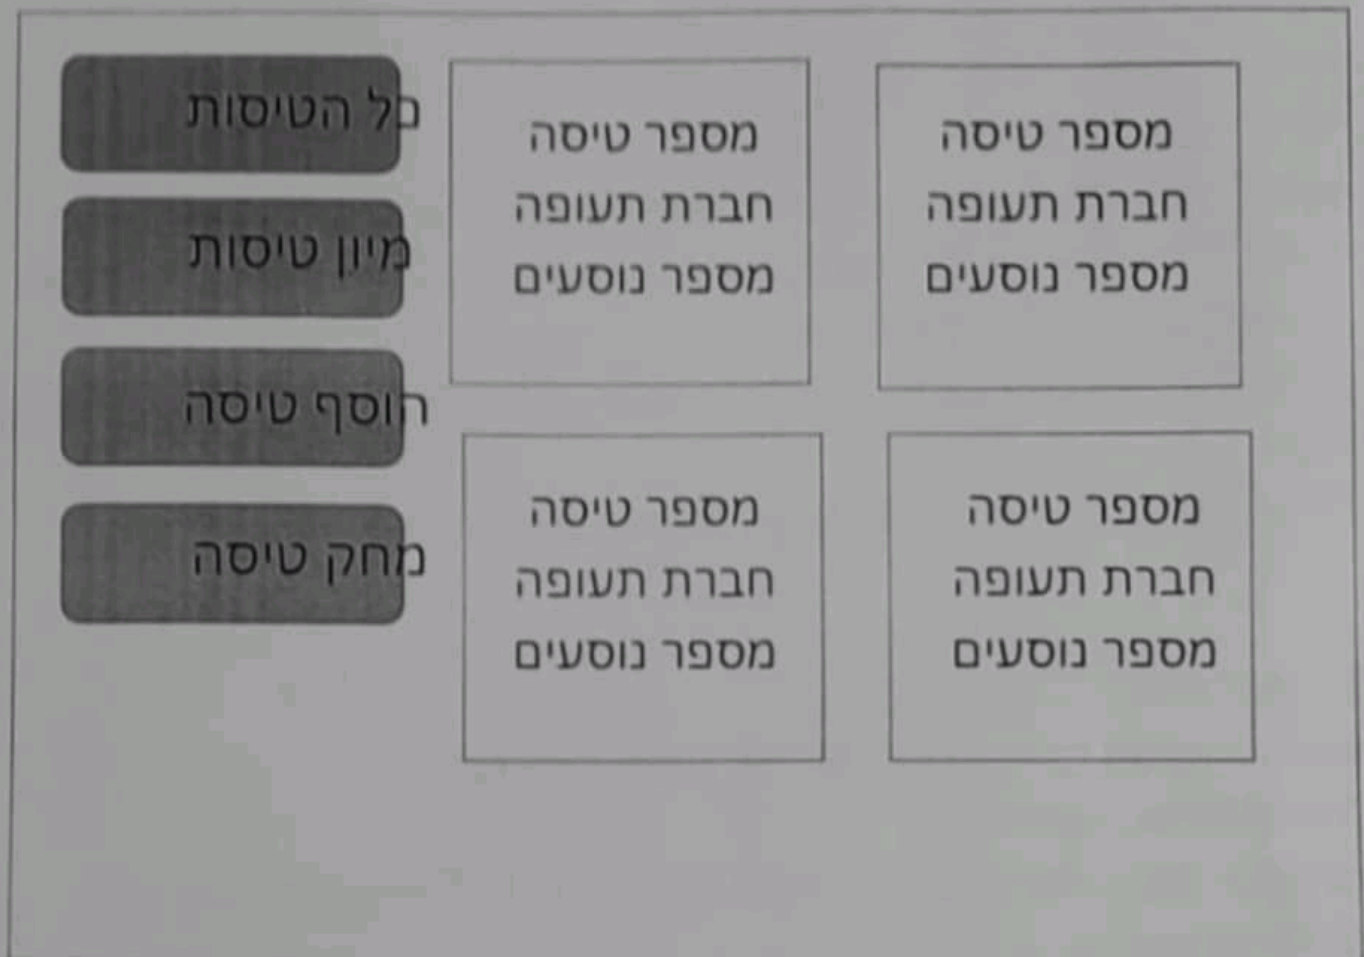 כל הטיסות
מיון טיסות
הוסף טיסה
מחק טיסה
מספר טיסה
חברת תעופה
מספר נוסעים
מספר טיסה
חברת תעופה
מספר נוסעים
מספר טיסה
חברת תעופה
מספר נוסעים
מספר טיסה
חברת תעופה
מספר נוסעים